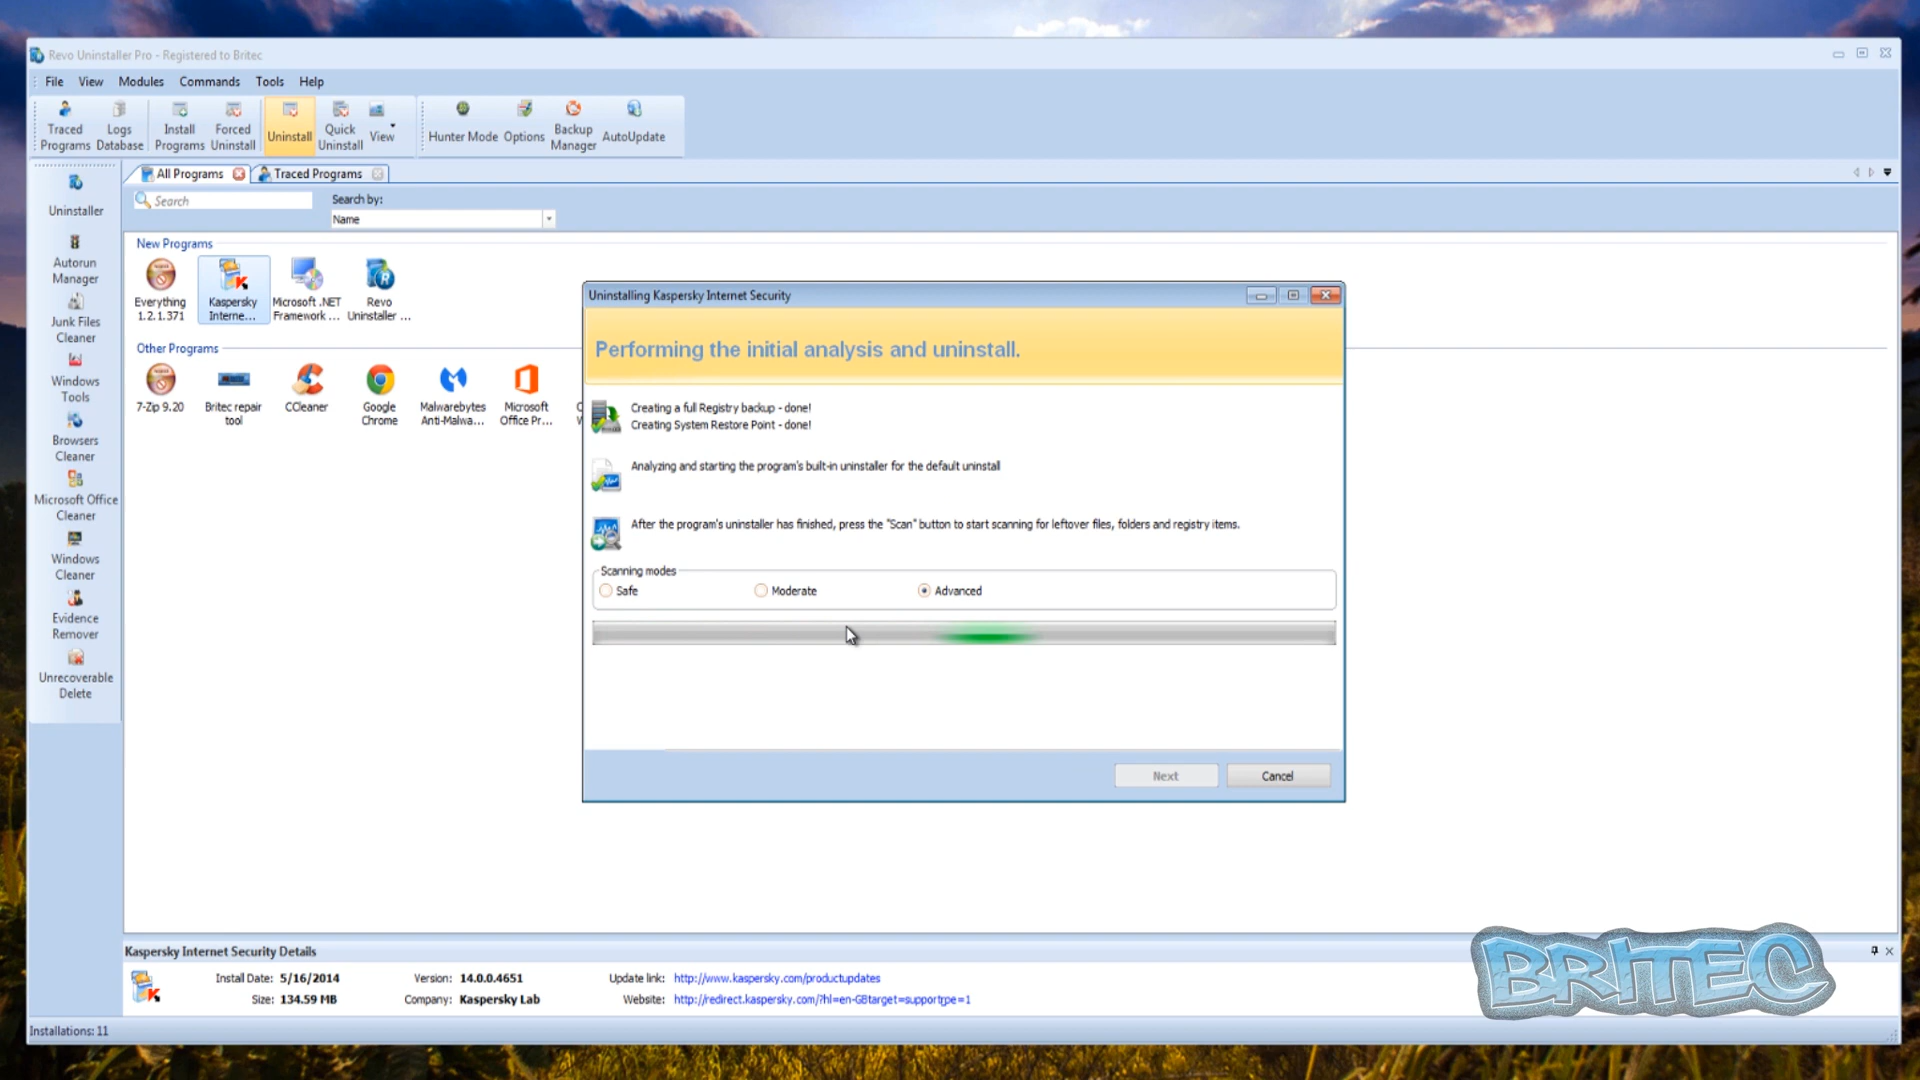 Revo Uninstaller Pro - Registered to Britec
File View Modules Commands Tools Help
Traced Programs
Logs Database
Install Programs
Forced Uninstall
Uninstall
Quick Uninstall
View
Hunter Mode
Options
Backup Manager
AutoUpdate
All Programs
Traced Programs
Search
Search by:
Name
Uninstaller
Autorun Manager
Junk Files Cleaner
Windows Tools
Browsers Cleaner
Microsoft Office Cleaner
Windows Cleaner
Evidence Remover
Unrecoverable Delete
New Programs
Everything 1.2.1.371
Kaspersky Interne...
Microsoft .NET Framework ...
Revo Uninstaller ...
Other Programs
7-Zip 9.20
Britec repair tool
CCleaner
Google Chrome
Malwarebytes Anti-Malwa...
Microsoft Office Pr...
Uninstalling Kaspersky Internet Security
Performing the initial analysis and uninstall.
Creating a full Registry backup - done!
Creating System Restore Point - done!
Analyzing and starting the program's built-in uninstaller for the default uninstall
After the program's uninstaller has finished, press the "Scan" button to start scanning for leftover files, folders and registry items.
Scanning modes
Safe Moderate Advanced
Next Cancel
Kaspersky Internet Security Details
Install Date: 5/16/2014 Version: 14.0.0.4651 Update link: http://www.kaspersky.com/productupdates
Size: 134.59 MB Company: Kaspersky Lab Website: http://redirect.kaspersky.com/?hl=en-GB&target=support
Installations: 11
BRITEC